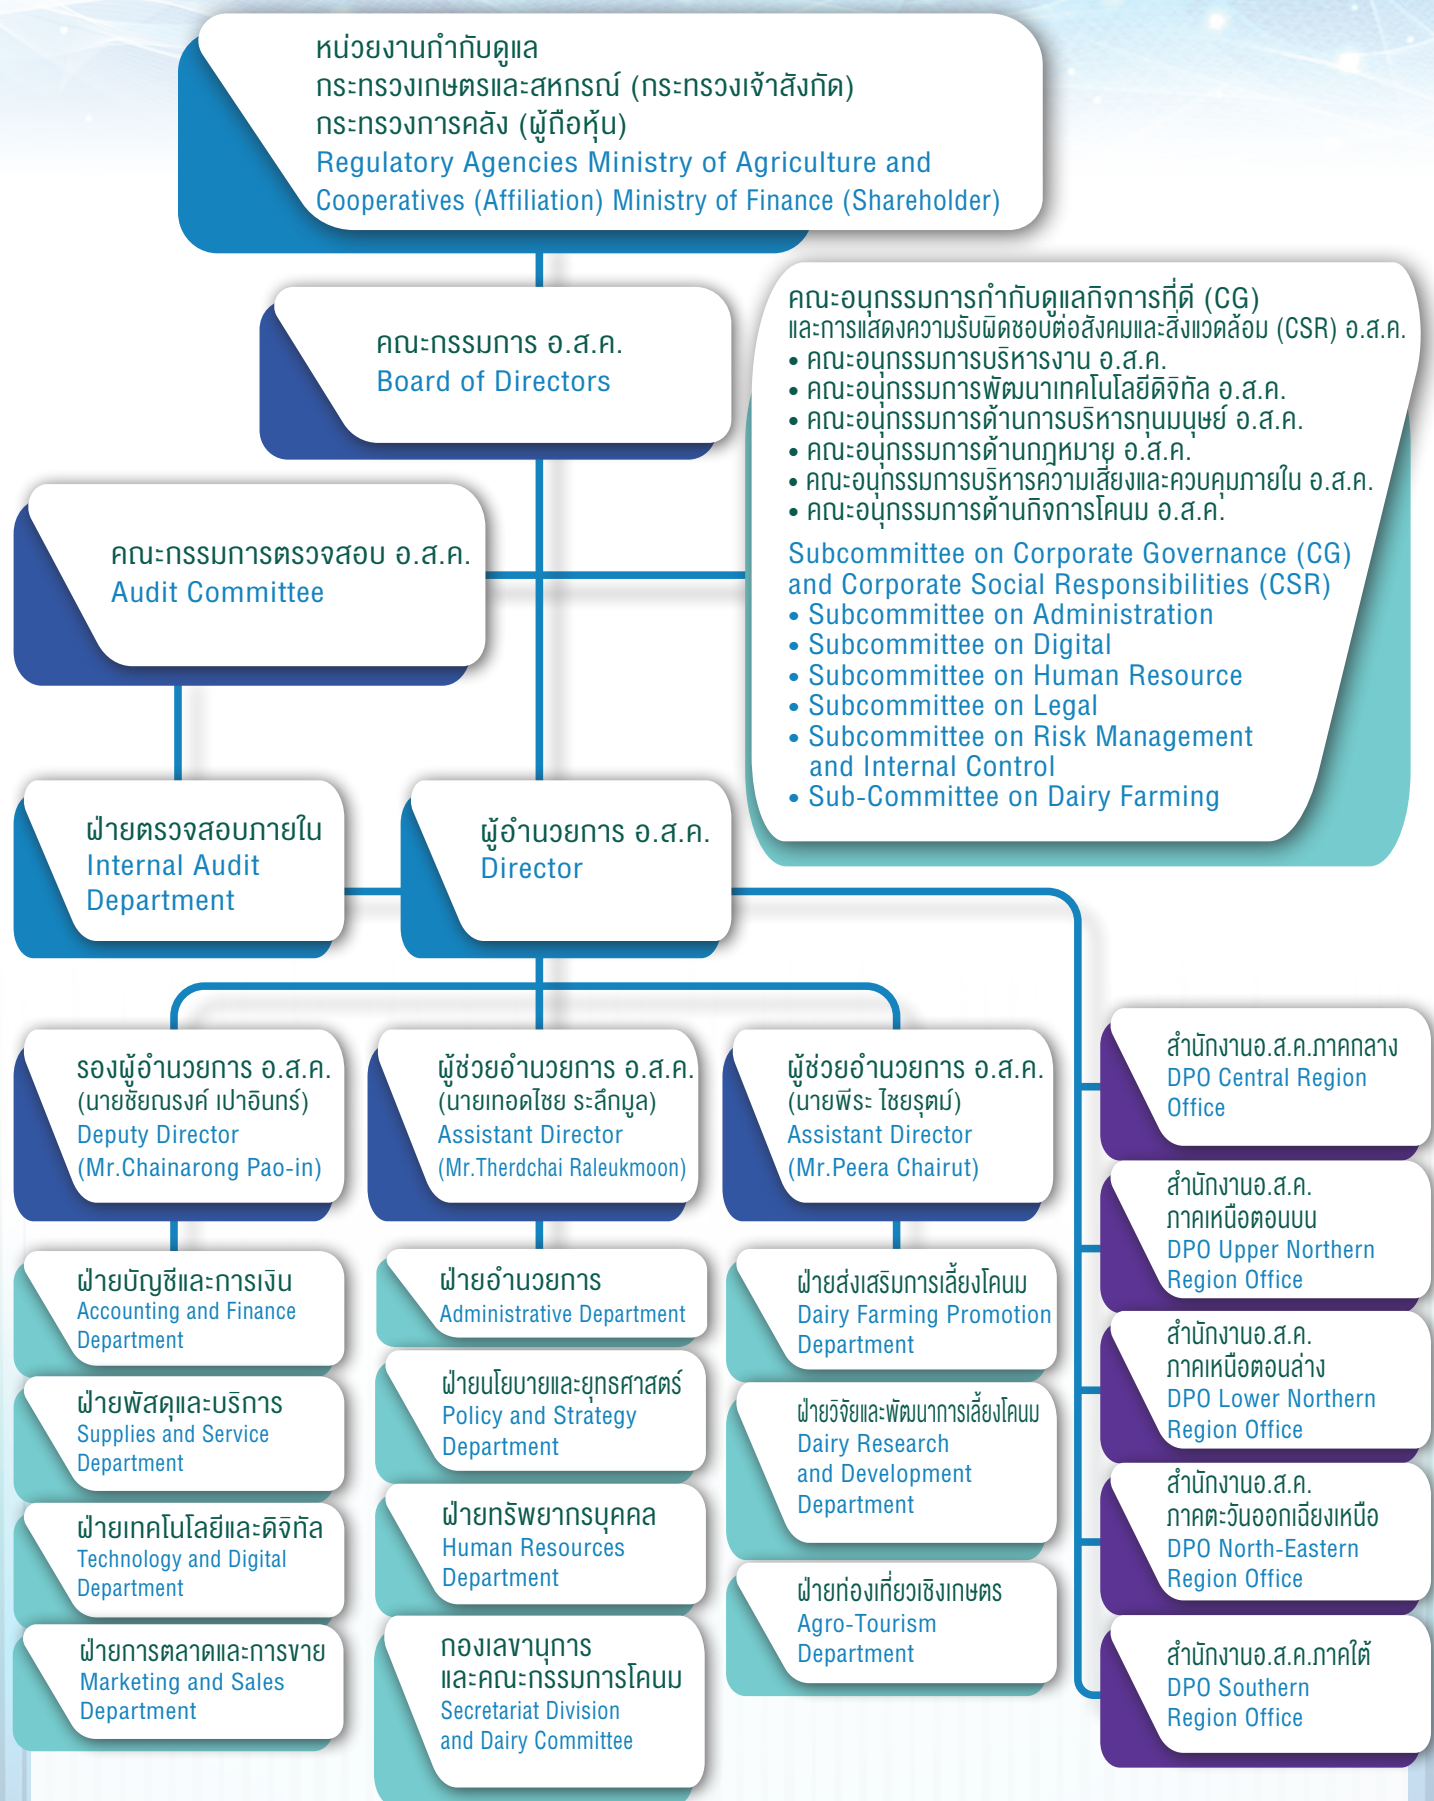 หน่วยงานกำกับดูแล
กระทรวงเกษตรและสหกรณ์ (กระทรวงเจ้าสังกัด)
กระทรวงการคลัง (ผู้ถือหุ้น)
Regulatory Agencies Ministry of Agriculture and
Cooperatives (Affiliation) Ministry of Finance (Shareholder)
คณะกรรมการ อ.ส.ค.
Board of Directors
คณะอนุกรรมการกำกับดูแลกิจการที่ดี (CG)
และการแสดงความรับผิดชอบต่อสังคมและสิ่งแวดล้อม (CSR) อ.ส.ค.
• คณะอนุกรรมการบริหารงาน อ.ส.ค.
• คณะอนุกรรมการพัฒนาเทคโนโลยีดิจิทัล อ.ส.ค.
• คณะอนุกรรมการด้านการบริหารทุนมนุษย์ อ.ส.ค.
• คณะอนุกรรมการด้านกฎหมาย อ.ส.ค.
• คณะอนุกรรมการบริหารความเสี่ยงและควบคุมภายใน อ.ส.ค.
• คณะอนุกรรมการด้านกิจการโคนม อ.ส.ค.
Subcommittee on Corporate Governance (CG)
and Corporate Social Responsibilities (CSR)
• Subcommittee on Administration
• Subcommittee on Digital
• Subcommittee on Human Resource
• Subcommittee on Legal
• Subcommittee on Risk Management
and Internal Control
• Sub-Committee on Dairy Farming
คณะกรรมการตรวจสอบ อ.ส.ค.
Audit Committee
ฝ่ายตรวจสอบภายใน
Internal Audit
Department
ผู้อำนวยการ อ.ส.ค.
Director
รองผู้อำนวยการ อ.ส.ค.
(นายชัยณรงค์ เปาอินทร์)
Deputy Director
(Mr.Chainarong Pao-in)
ผู้ช่วยอำนวยการ อ.ส.ค.
(นายเทอดไชย ระลึกมูล)
Assistant Director
(Mr.Therdchai Raleukmoon)
ผู้ช่วยอำนวยการ อ.ส.ค.
(นายพีระ ไชยรุตม์)
Assistant Director
(Mr.Peera Chairut)
ฝ่ายบัญชีและการเงิน
Accounting and Finance
Department
ฝ่ายพัสดุและบริการ
Supplies and Service
Department
ฝ่ายเทคโนโลยีและดิจิทัล
Technology and Digital
Department
ฝ่ายการตลาดและการขาย
Marketing and Sales
Department
ฝ่ายอำนวยการ
Administrative Department
ฝ่ายนโยบายและยุทธศาสตร์
Policy and Strategy
Department
ฝ่ายทรัพยากรบุคคล
Human Resources
Department
กองเลขานุการ
และคณะกรรมการโคนม
Secretariat Division
and Dairy Committee
ฝ่ายส่งเสริมการเลี้ยงโคนม
Dairy Farming Promotion
Department
ฝ่ายวิจัยและพัฒนาการเลี้ยงโคนม
Dairy Research
and Development
Department
ฝ่ายท่องเที่ยวเชิงเกษตร
Agro-Tourism
Department
สำนักงานอ.ส.ค.ภาคกลาง
DPO Central Region
Office
สำนักงานอ.ส.ค.
ภาคเหนือตอนบน
DPO Upper Northern
Region Office
สำนักงานอ.ส.ค.
ภาคเหนือตอนล่าง
DPO Lower Northern
Region Office
สำนักงานอ.ส.ค.
ภาคตะวันออกเฉียงเหนือ
DPO North-Eastern
Region Office
สำนักงานอ.ส.ค.ภาคใต้
DPO Southern
Region Office